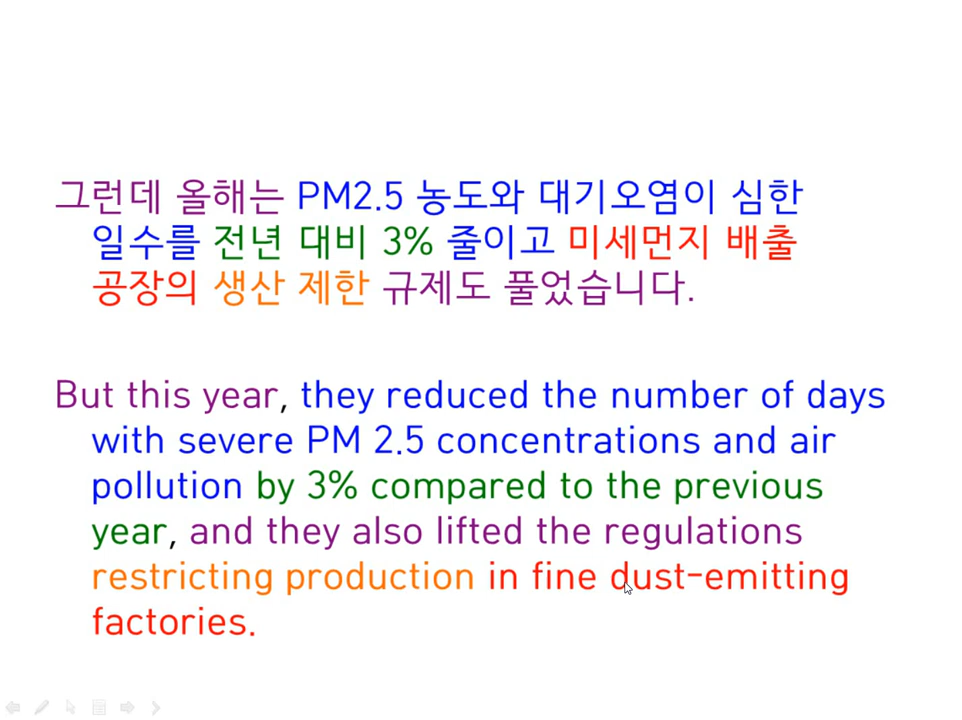 그런데 올해는 PM2.5 농도와 대기오염이 심한
일수를 전년 대비 3% 줄이고 미세먼지 배출
공장의 생산 제한 규제도 풀었습니다.
But this year, they reduced the number of days
with severe PM 2.5 concentrations and air
pollution by 3% compared to the previous
year, and they also lifted the regulations
restricting production in fine dust-emitting
factories.